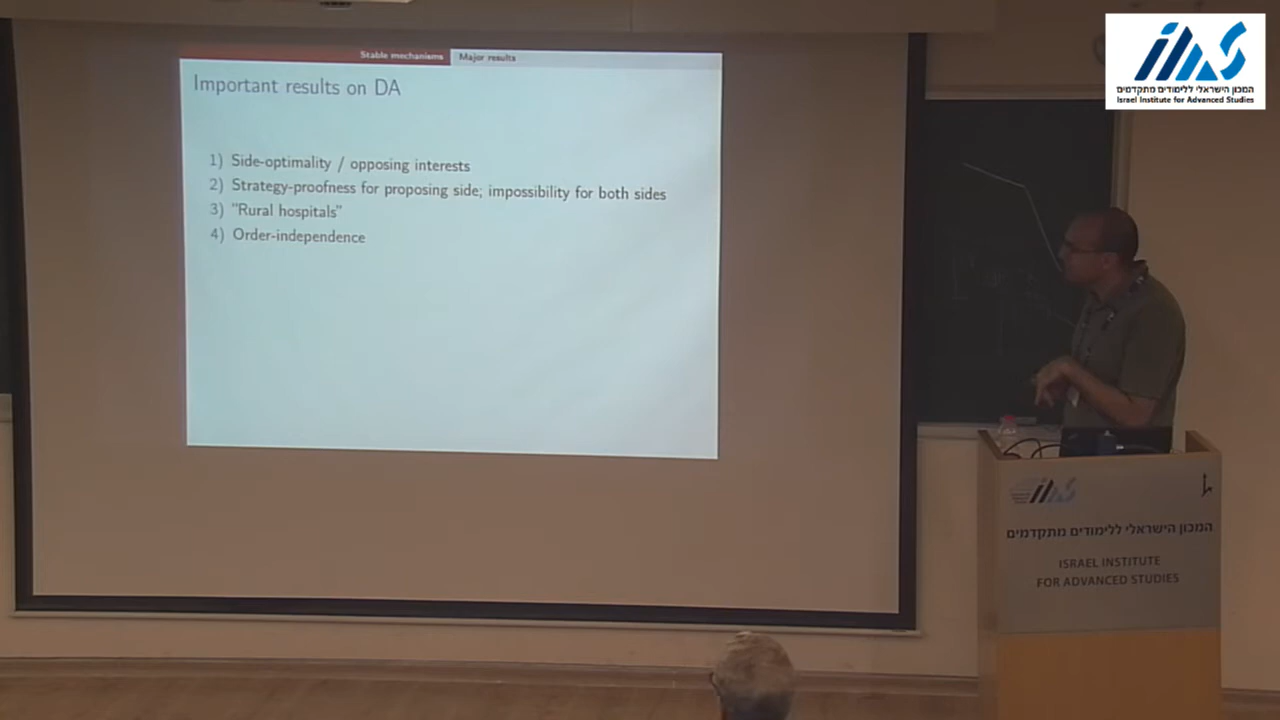 Stable mechanisms
Major results
Important results on DA
1) Side-optimality / opposing interests
2) Strategy-proofness for proposing side; impossibility for both sides
3) "Rural hospitals"
4) Order-independence
המכון הישראלי ללימודים מתקדמים
Israel Institute for Advanced Studies
המכון הישראלי ללימודים מתקדמים
ISRAEL INSTITUTE
FOR ADVANCED STUDIES